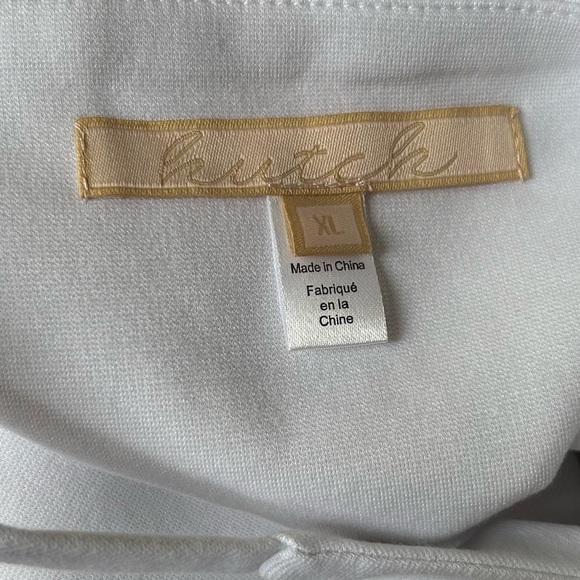 hutch
XL
Made in China
Fabriqué
en la
Chine